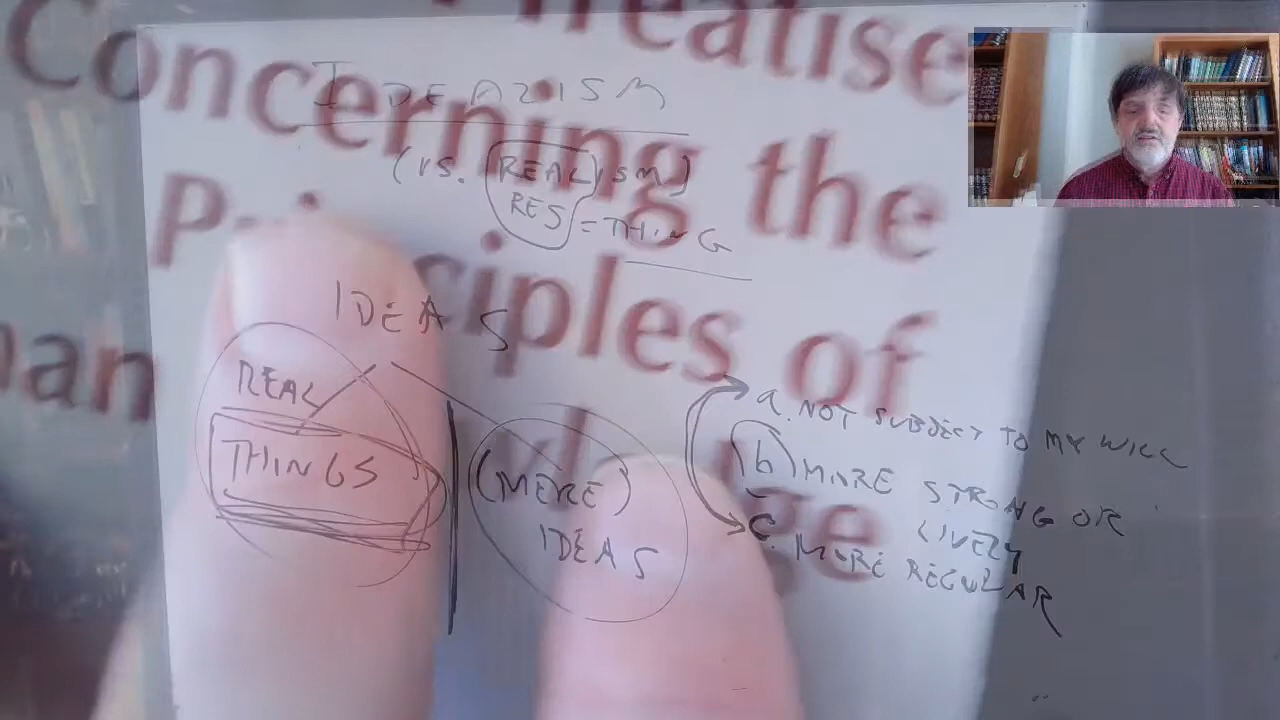 Treatise
Concerning the
Principles of
IDEALISM
(VS. REALISM)
RES = THING
IDEAS
REAL
THINGS
(MERE)
IDEAS
a. NOT SUBJECT TO MY WILL
b) MORE STRONG OR
LIVELY
c. MORE REGULAR